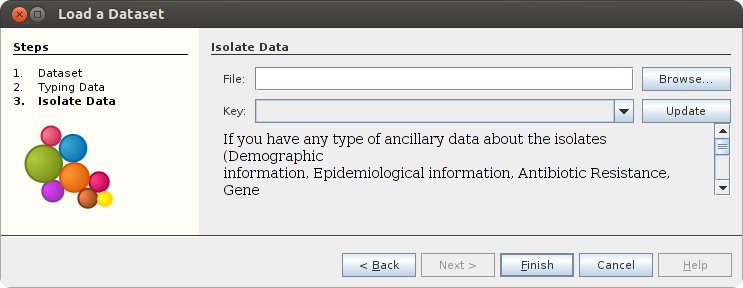 Load a Dataset
Steps
1. Dataset
2. Typing Data
3. Isolate Data
Isolate Data
File: Browse...
Key: Update
If you have any type of ancillary data about the isolates
(Demographic
information, Epidemiological information, Antibiotic Resistance,
Gene
< Back Next > Finish Cancel Help